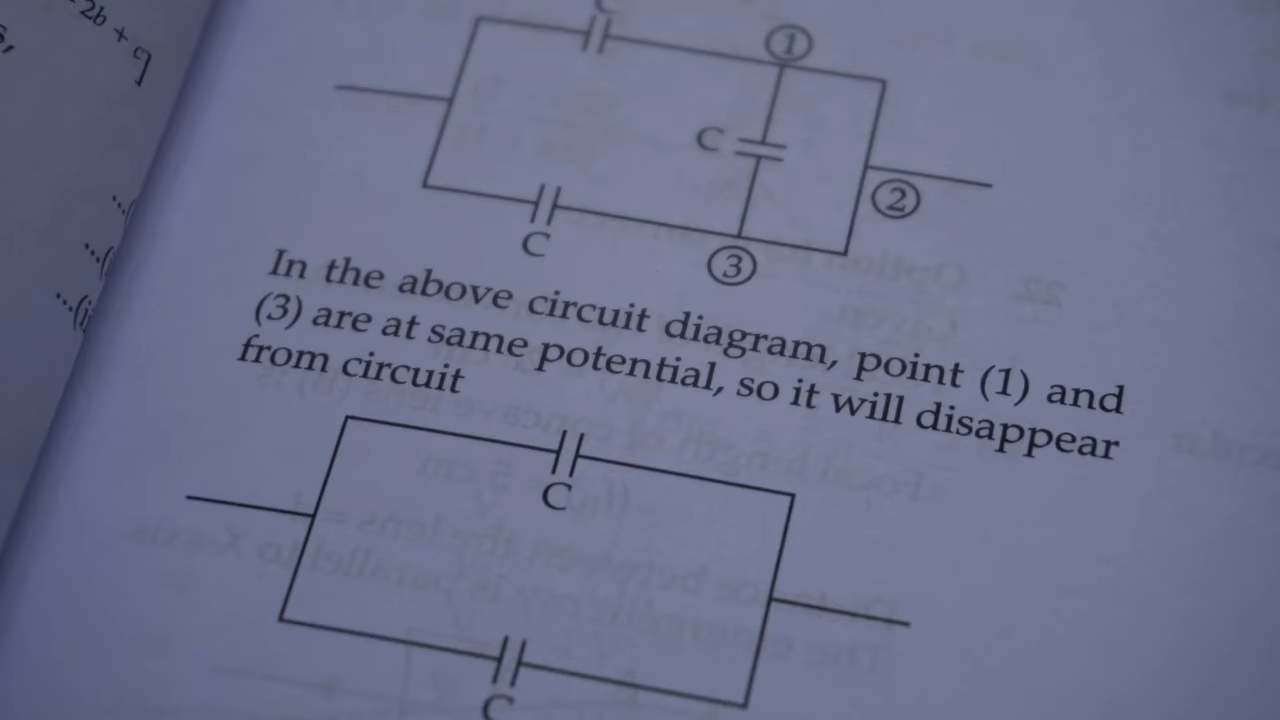 2b + c]
C
①
C
②
C
③
In the above circuit diagram, point (1) and
(3) are at same potential, so it will disappear
from circuit
C
C